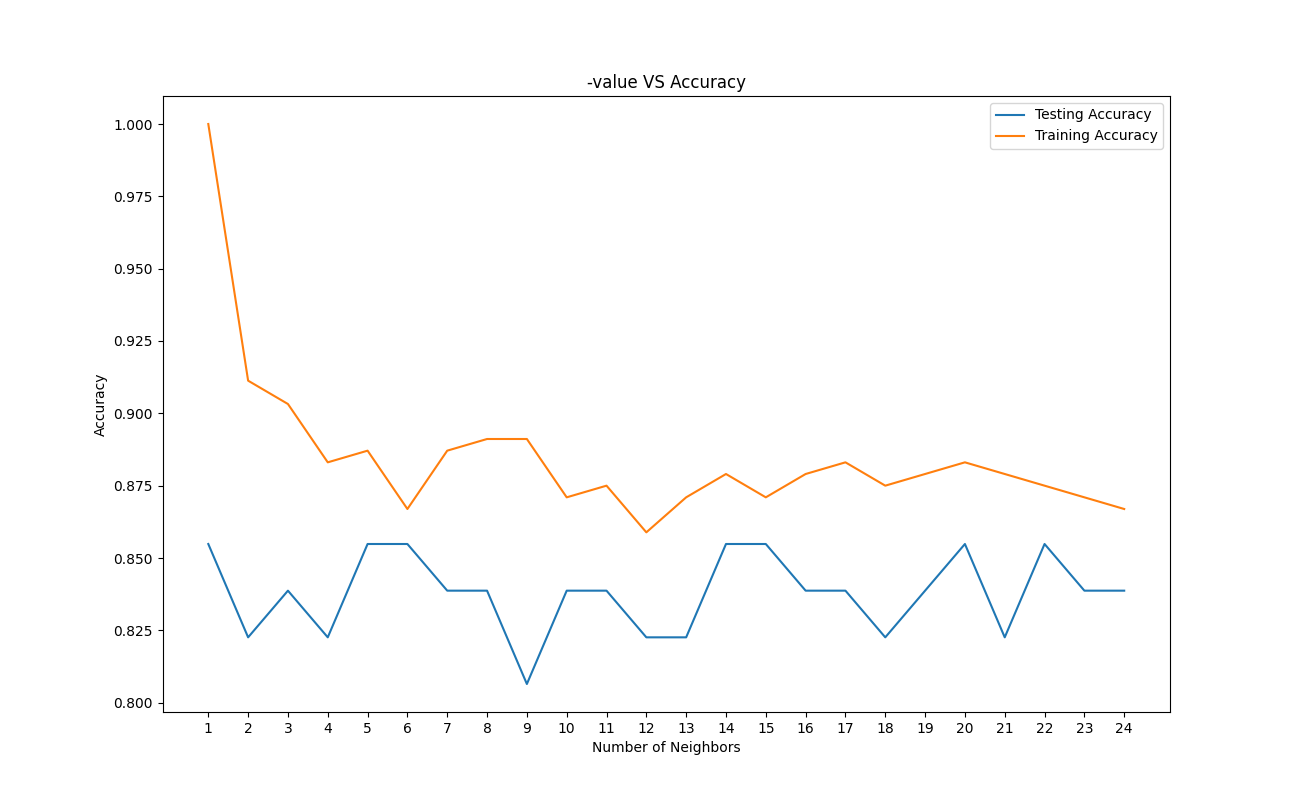 -value VS Accuracy
Testing Accuracy
Training Accuracy
1.000
0.975
0.950
0.925
0.900
0.875
0.850
0.825
0.800
Accuracy
1 2 3 4 5 6 7 8 9 10 11 12 13 14 15 16 17 18 19 20 21 22 23 24
Number of Neighbors